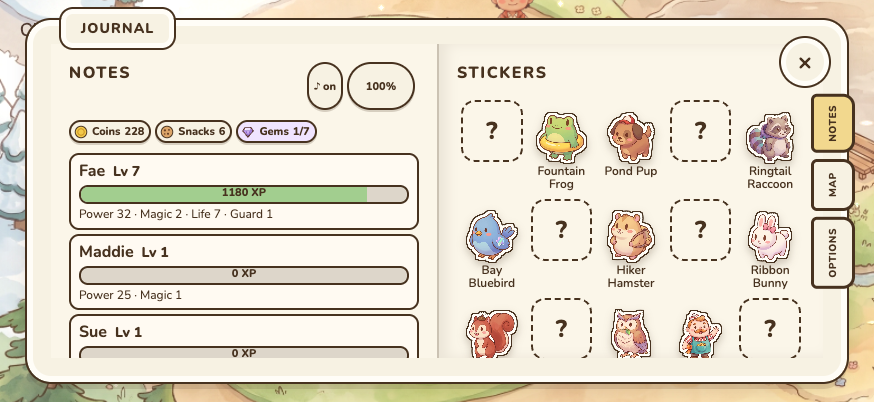 JOURNAL
NOTES
♪ on
100%
Coins 228
Snacks 6
Gems 1/7
Fae Lv 7
1180 XP
Power 32 · Magic 2 · Life 7 · Guard 1
Maddie Lv 1
0 XP
Power 25 · Magic 1
Sue Lv 1
0 XP
STICKERS
×
?
?
Fountain
Frog
Pond Pup
Ringtail
Raccoon
?
?
Bay
Bluebird
Hiker
Hamster
Ribbon
Bunny
?
?
NOTES
MAP
OPTIONS